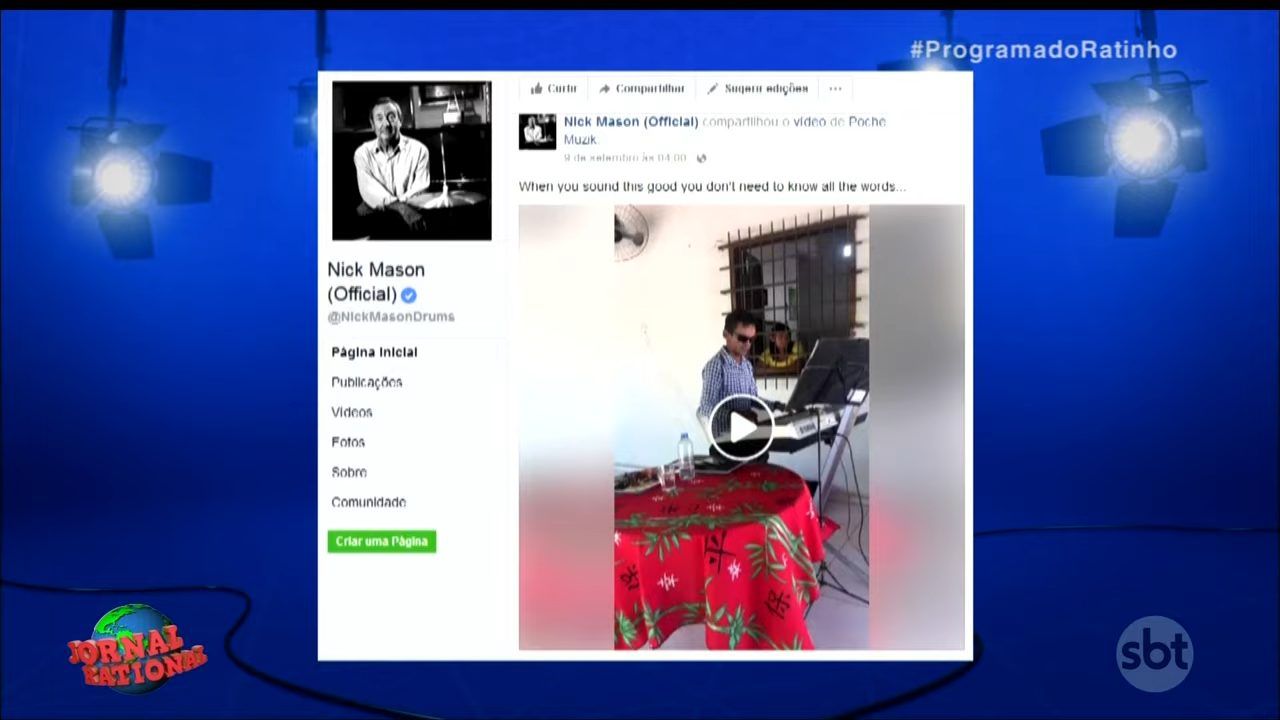 #ProgramadoRatinho
Curtir Compartilhar Sugerir edições ...
Nick Mason (Official) compartilhou o vídeo de Poche
Muzik.
9 de setembro às 04:00
When you sound this good you don't need to know all the words...
Nick Mason
(Official)
@NickMasonDrums
Página inicial
Publicações
Vídeos
Fotos
Sobre
Comunidade
Criar uma Página
YAMAHA
保
JORNAL
RATIONAL
sbt